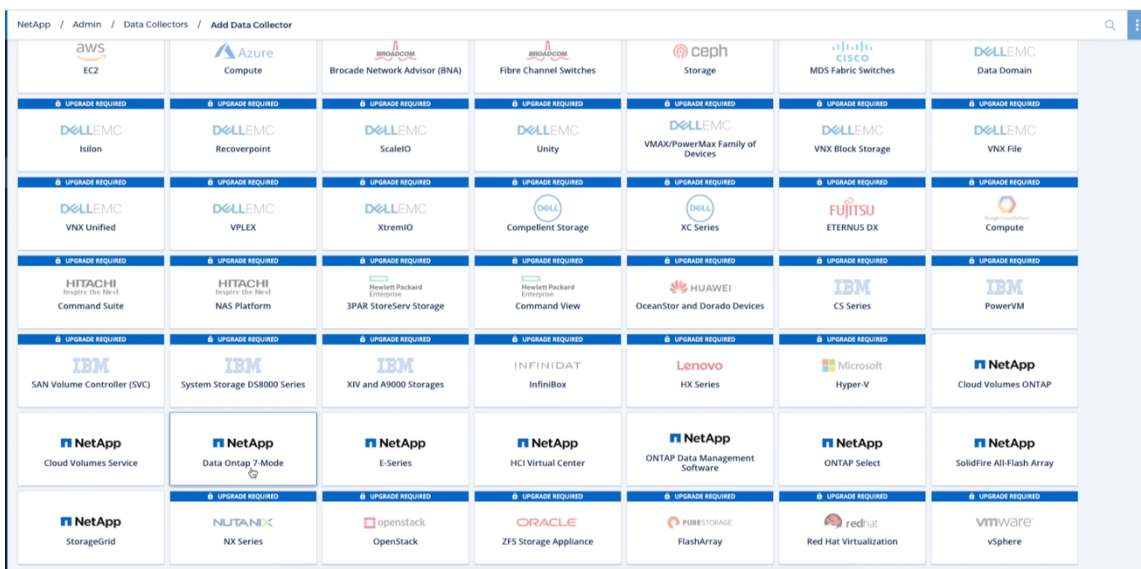 NetApp / Admin / Data Collectors / Add Data Collector
aws
EC2
Azure
Compute
BROADCOM
Brocade Network Advisor (BNA)
BROADCOM
Fibre Channel Switches
ceph
Storage
CISCO
MDS Fabric Switches
DELLEMC
Data Domain
UPGRADE REQUIRED
DELLEMC
Isilon
UPGRADE REQUIRED
DELLEMC
Recoverpoint
UPGRADE REQUIRED
DELLEMC
ScaleIO
UPGRADE REQUIRED
DELLEMC
Unity
UPGRADE REQUIRED
DELLEMC
VMAX/PowerMax Family of
Devices
UPGRADE REQUIRED
DELLEMC
VNX Block Storage
UPGRADE REQUIRED
DELLEMC
VNX File
UPGRADE REQUIRED
DELLEMC
VNX Unified
UPGRADE REQUIRED
DELLEMC
VPLEX
UPGRADE REQUIRED
DELLEMC
XtremIO
UPGRADE REQUIRED
DELL
Compellent Storage
UPGRADE REQUIRED
DELL
XC Series
UPGRADE REQUIRED
FUJITSU
ETERNUS DX
UPGRADE REQUIRED
Google Cloud Platform
Compute
UPGRADE REQUIRED
HITACHI
Inspire the Next
Command Suite
UPGRADE REQUIRED
HITACHI
Inspire the Next
NAS Platform
UPGRADE REQUIRED
Hewlett Packard
Enterprise
3PAR StoreServ Storage
UPGRADE REQUIRED
Hewlett Packard
Enterprise
Command View
UPGRADE REQUIRED
HUAWEI
OceanStor and Dorado Devices
UPGRADE REQUIRED
IBM
CS Series
UPGRADE REQUIRED
IBM
PowerVM
UPGRADE REQUIRED
IBM
SAN Volume Controller (SVC)
UPGRADE REQUIRED
IBM
System Storage DS8000 Series
UPGRADE REQUIRED
IBM
XIV and A9000 Storages
UPGRADE REQUIRED
INFINIDAT
InfiniBox
UPGRADE REQUIRED
Lenovo
HX Series
UPGRADE REQUIRED
Microsoft
Hyper-V
NetApp
Cloud Volumes ONTAP
NetApp
Cloud Volumes Service
NetApp
Data Ontap 7-Mode
NetApp
E-Series
NetApp
HCI Virtual Center
NetApp
ONTAP Data Management
Software
NetApp
ONTAP Select
NetApp
SolidFire All-Flash Array
NetApp
StorageGrid
UPGRADE REQUIRED
NUTANIX
NX Series
UPGRADE REQUIRED
openstack
OpenStack
UPGRADE REQUIRED
ORACLE
ZFS Storage Appliance
UPGRADE REQUIRED
PURESTORAGE
FlashArray
UPGRADE REQUIRED
redhat
Red Hat Virtualization
UPGRADE REQUIRED
vmware
vSphere